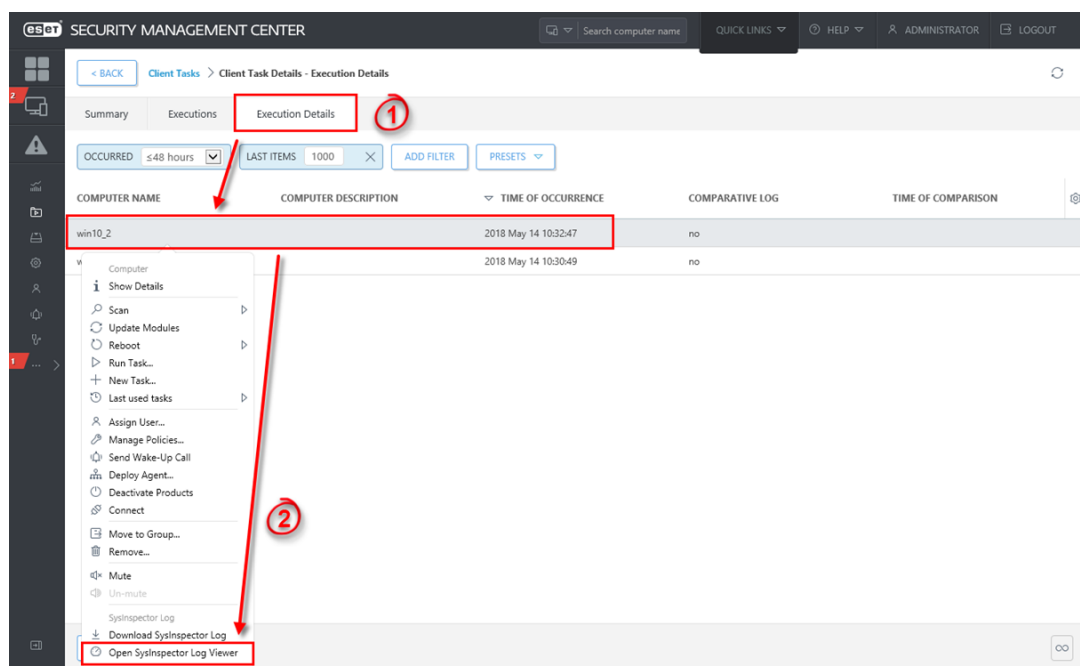 eset SECURITY MANAGEMENT CENTER Search computer name QUICK LINKS HELP ADMINISTRATOR LOGOUT
< BACK Client Tasks > Client Task Details - Execution Details
2
Summary Executions Execution Details 1
OCCURRED ≤48 hours LAST ITEMS 1000 ADD FILTER PRESETS
COMPUTER NAME COMPUTER DESCRIPTION TIME OF OCCURRENCE COMPARATIVE LOG TIME OF COMPARISON
win10_2 2018 May 14 10:32:47 no
w 2018 May 14 10:30:49 no
Computer
Show Details
Scan
Update Modules
Reboot
1
Run Task...
New Task...
Last used tasks
Assign User...
Manage Policies...
Send Wake-Up Call
Deploy Agent...
Deactivate Products
Connect
2
Move to Group...
Remove...
Mute
Un-mute
SysInspector Log
Download SysInspector Log
Open SysInspector Log Viewer